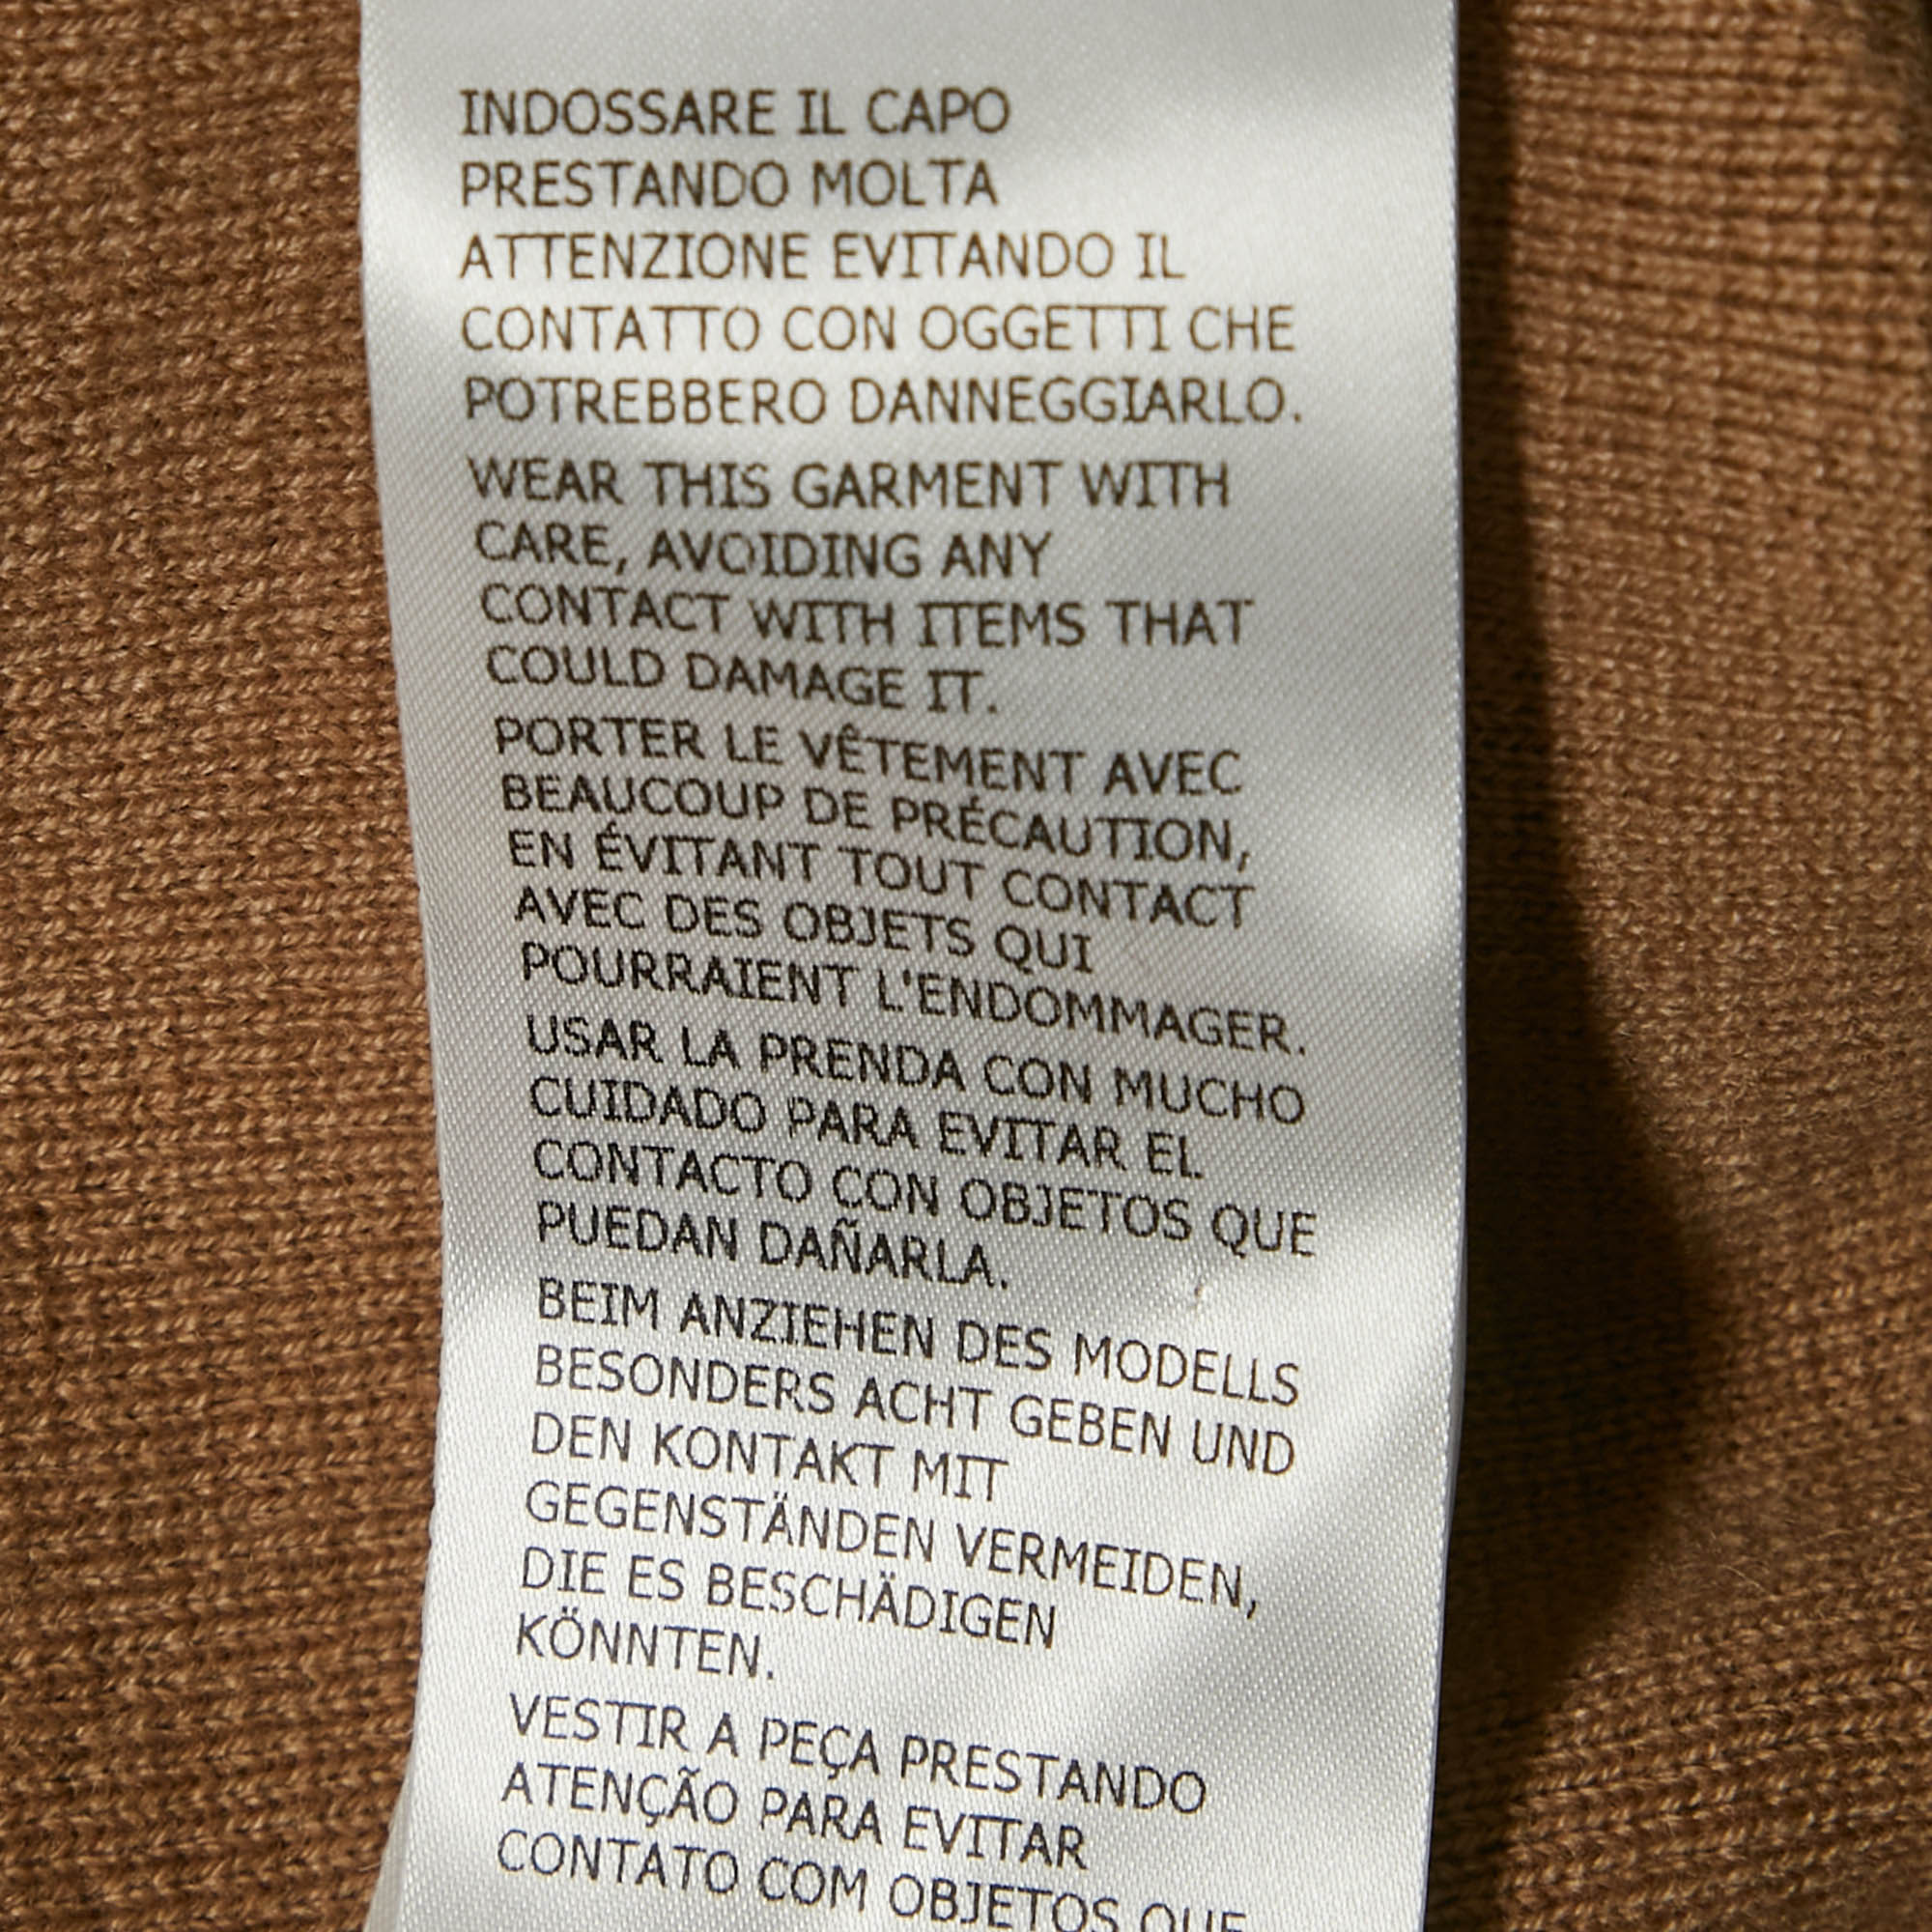 INDOSSARE IL CAPO
PRESTANDO MOLTA
ATTENZIONE EVITANDO IL
CONTATTO CON OGGETTI CHE
POTREBBERO DANNEGGIARLO.
WEAR THIS GARMENT WITH
CARE, AVOIDING ANY
CONTACT WITH ITEMS THAT
COULD DAMAGE IT.
PORTER LE VÊTEMENT AVEC
BEAUCOUP DE PRÉCAUTION,
EN ÉVITANT TOUT CONTACT
AVEC DES OBJETS QUI
POURRAIENT L'ENDOMMAGER.
USAR LA PRENDA CON MUCHO
CUIDADO PARA EVITAR EL
CONTACTO CON OBJETOS QUE
PUEDAN DAÑARLA.
BEIM ANZIEHEN DES MODELLS
BESONDERS ACHT GEBEN UND
DEN KONTAKT MIT
GEGENSTÄNDEN VERMEIDEN,
DIE ES BESCHÄDIGEN
KÖNNTEN.
VESTIR A PEÇA PRESTANDO
ATENÇÃO PARA EVITAR
CONTATO COM OBJETOS QUE